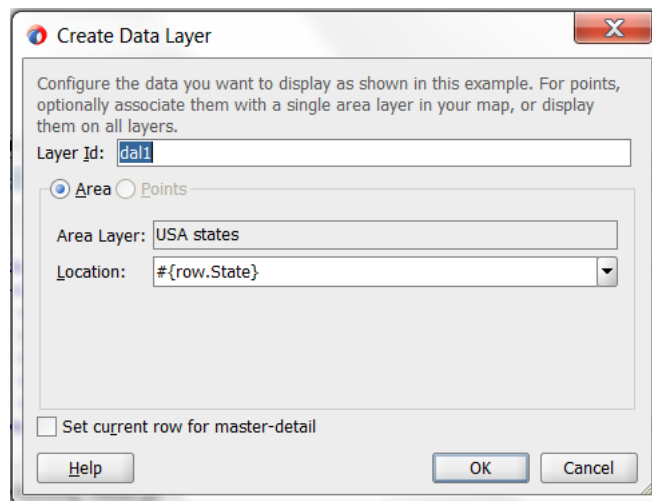 Create Data Layer
Configure the data you want to display as shown in this example. For points,
optionally associate them with a single area layer in your map, or display
them on all layers.
Layer Id: dal1
Area Points
Area Layer: USA states
Location: #{row.State}
Set current row for master-detail
Help OK Cancel